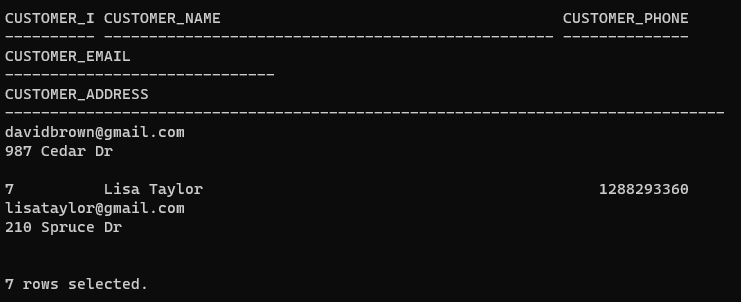 CUSTOMER_I CUSTOMER_NAME                                      CUSTOMER_PHONE
---------- -------------------------------------------------- --------------
CUSTOMER_EMAIL
------------------------------
CUSTOMER_ADDRESS
--------------------------------------------------------------------------------
davidbrown@gmail.com
987 Cedar Dr

7          Lisa Taylor                                            1288293360
lisataylor@gmail.com
210 Spruce Dr


7 rows selected.